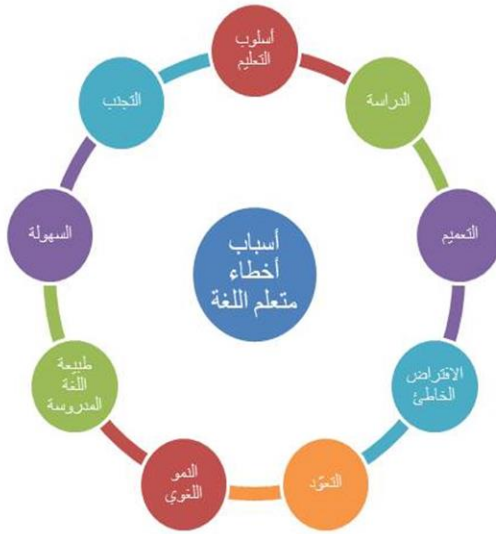 أسباب
أخطاء
متعلم اللغة
أسلوب
التعليم
الدراسة
التعميم
الافتراض
الخاطئ
التعوّد
النمو
اللغوي
طبيعة
اللغة
المدروسة
السهولة
التجنب